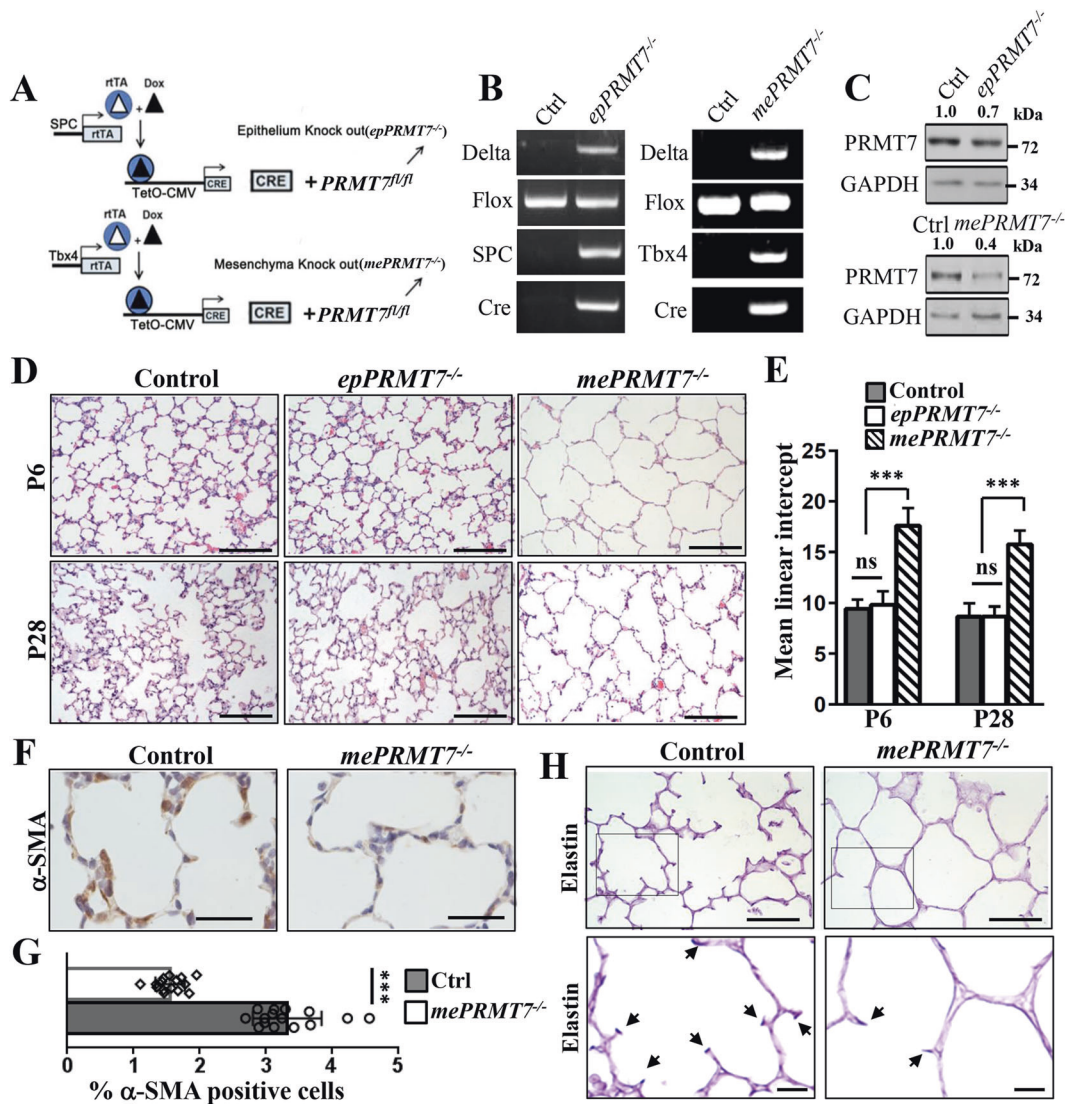 A
rtTA
Dox
+
SPC
rtTA
Epithelium Knock out(epPRMT7-/-)
TetO-CMV
CRE
CRE
+ PRMT7fl/fl
rtTA
Dox
+
Tbx4
rtTA
Mesenchyma Knock out(mePRMT7-/-)
TetO-CMV
CRE
CRE
+ PRMT7fl/fl
B
Ctrl
epPRMT7-/-
Delta
Flox
SPC
Cre
Ctrl
mePRMT7-/-
Delta
Flox
Tbx4
Cre
C
Ctrl
epPRMT7-/-
1.0 0.7 kDa
PRMT7 72
GAPDH 34
Ctrl mePRMT7-/-
1.0 0.4 kDa
PRMT7 72
GAPDH 34
D
Control epPRMT7-/- mePRMT7-/-
P6
P28
E
Control
epPRMT7-/-
mePRMT7-/-
Mean linear intercept
25
20
15
10
5
0
***
ns
***
ns
P6 P28
F
Control mePRMT7-/-
α-SMA
G
***
Ctrl
mePRMT7-/-
0 1 2 3 4 5
% α-SMA positive cells
H
Control mePRMT7-/-
Elastin
Elastin